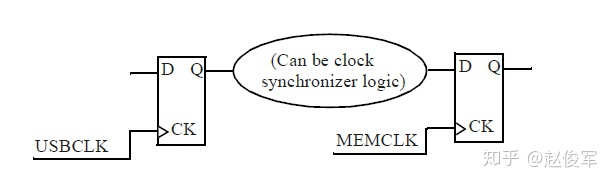 (Can be clock
synchronizer logic)
D Q
D Q
CK
CK
USBCLK
MEMCLK
知乎 @赵俊军